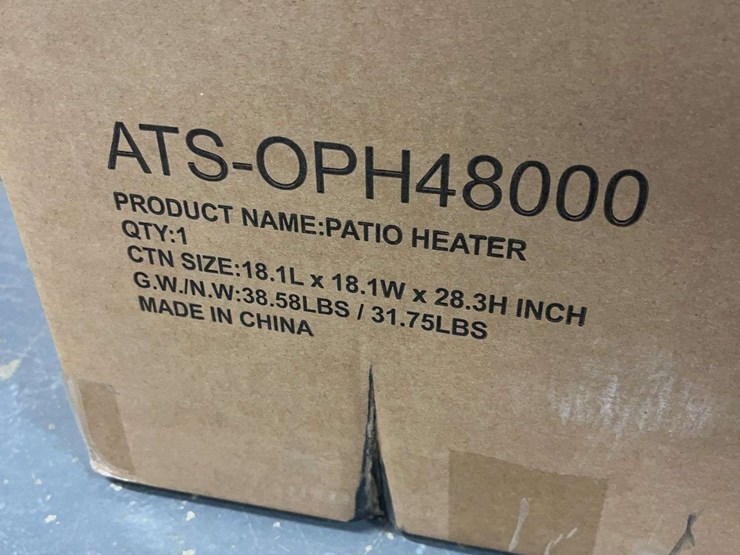 ATS-OPH48000
PRODUCT NAME:PATIO HEATER
QTY:1
CTN SIZE:18.1L x 18.1W x 28.3H INCH
G.W./N.W:38.58LBS / 31.75LBS
MADE IN CHINA